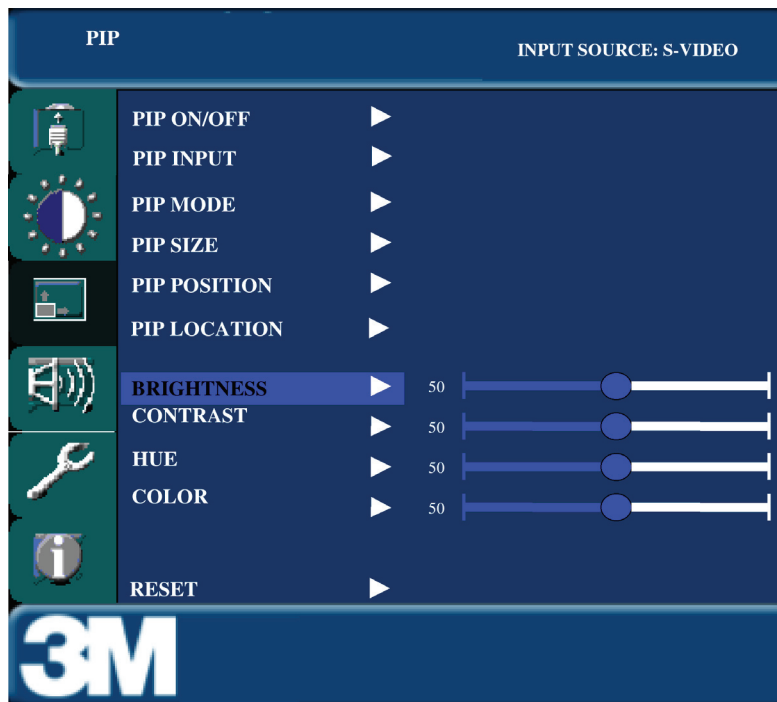 PIP
INPUT SOURCE: S-VIDEO
PIP ON/OFF
PIP INPUT
PIP MODE
PIP SIZE
PIP POSITION
PIP LOCATION
BRIGHTNESS 50
CONTRAST 50
HUE 50
COLOR 50
RESET
3M